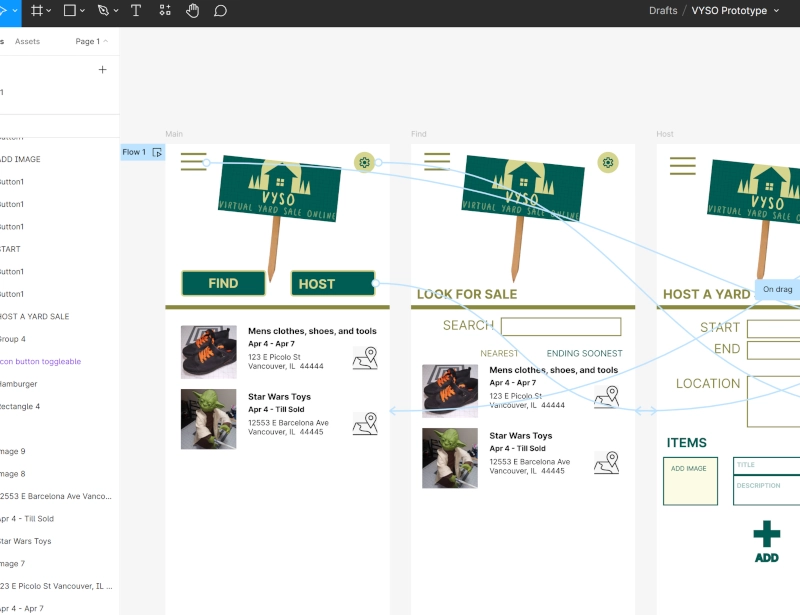 Drafts / VYSO Prototype
s Assets Page 1
1
Button1
ADD IMAGE
Button1
Button1
Button1
START
Button1
Button1
HOST A YARD SALE
Group 4
con button toggleable
Hamburger
Rectangle 4
mage 9
mage 8
12553 E Barcelona Ave Vanco...
Apr 4 - Till Sold
Star Wars Toys
mage 7
23 E Picolo St Vancouver, IL ...
Apr 4 - Apr 7
Flow 1
Main
VYSO
VIRTUAL YARD SALE ONLINE
FIND
HOST
Mens clothes, shoes, and tools
Apr 4 - Apr 7
123 E Picolo St
Vancouver, IL 44444
Star Wars Toys
Apr 4 - Till Sold
12553 E Barcelona Ave
Vancouver, IL 44445
Find
VYSO
VIRTUAL YARD SALE ONLINE
LOOK FOR SALE
SEARCH
NEAREST ENDING SOONEST
Mens clothes, shoes, and tools
Apr 4 - Apr 7
123 E Picolo St
Vancouver, IL 44444
Star Wars Toys
Apr 4 - Till Sold
12553 E Barcelona Ave
Vancouver, IL 44445
Host
VYSO
VIRTUAL YARD SALE ONLINE
On drag
HOST A YARD
START
END
LOCATION
ITEMS
ADD IMAGE
TITLE
DESCRIPTION
ADD